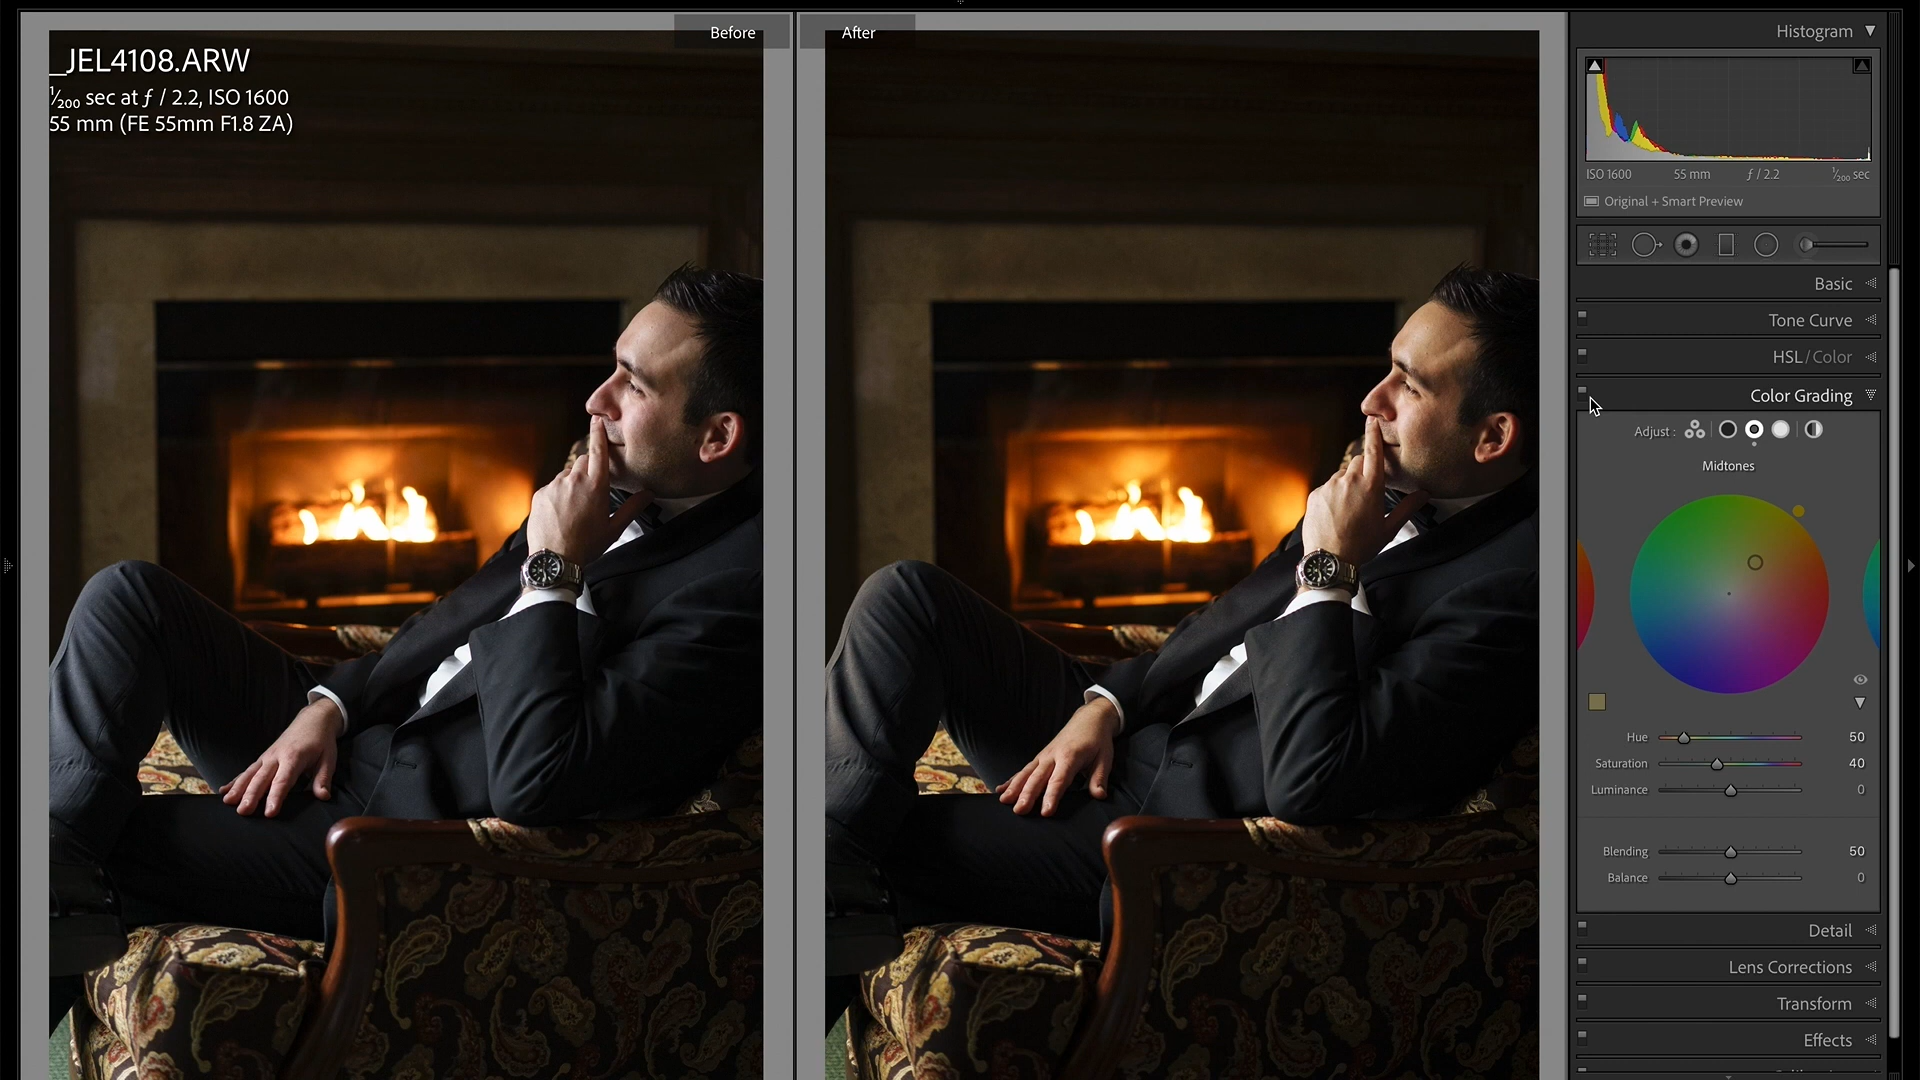 Before
After
_JEL4108.ARW
1/200 sec at ƒ / 2.2, ISO 1600
55 mm (FE 55mm F1.8 ZA)
Histogram
ISO 1600 55 mm ƒ / 2.2 1/200 sec
Original + Smart Preview
Basic
Tone Curve
HSL / Color
Color Grading
Adjust :
Midtones
Hue 50
Saturation 40
Luminance 0
Blending 50
Balance 0
Detail
Lens Corrections
Transform
Effects